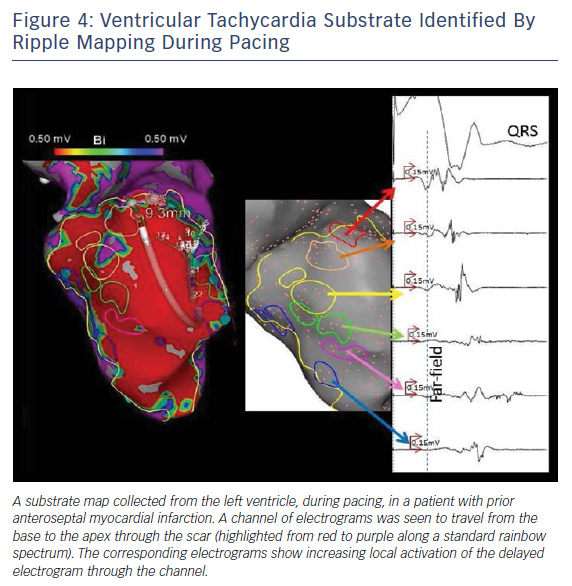 Figure 4: Ventricular Tachycardia Substrate Identified By
Ripple Mapping During Pacing
0.50 mV Bi 0.50 mV
9.3mm
QRS
0.15mV
0.15mV
0.15mV
0.15mV
0.15mV
0.15mV
Far-field
A substrate map collected from the left ventricle, during pacing, in a patient with prior
anteroseptal myocardial infarction. A channel of electrograms was seen to travel from the
base to the apex through the scar (highlighted from red to purple along a standard rainbow
spectrum). The corresponding electrograms show increasing local activation of the delayed
electrogram through the channel.